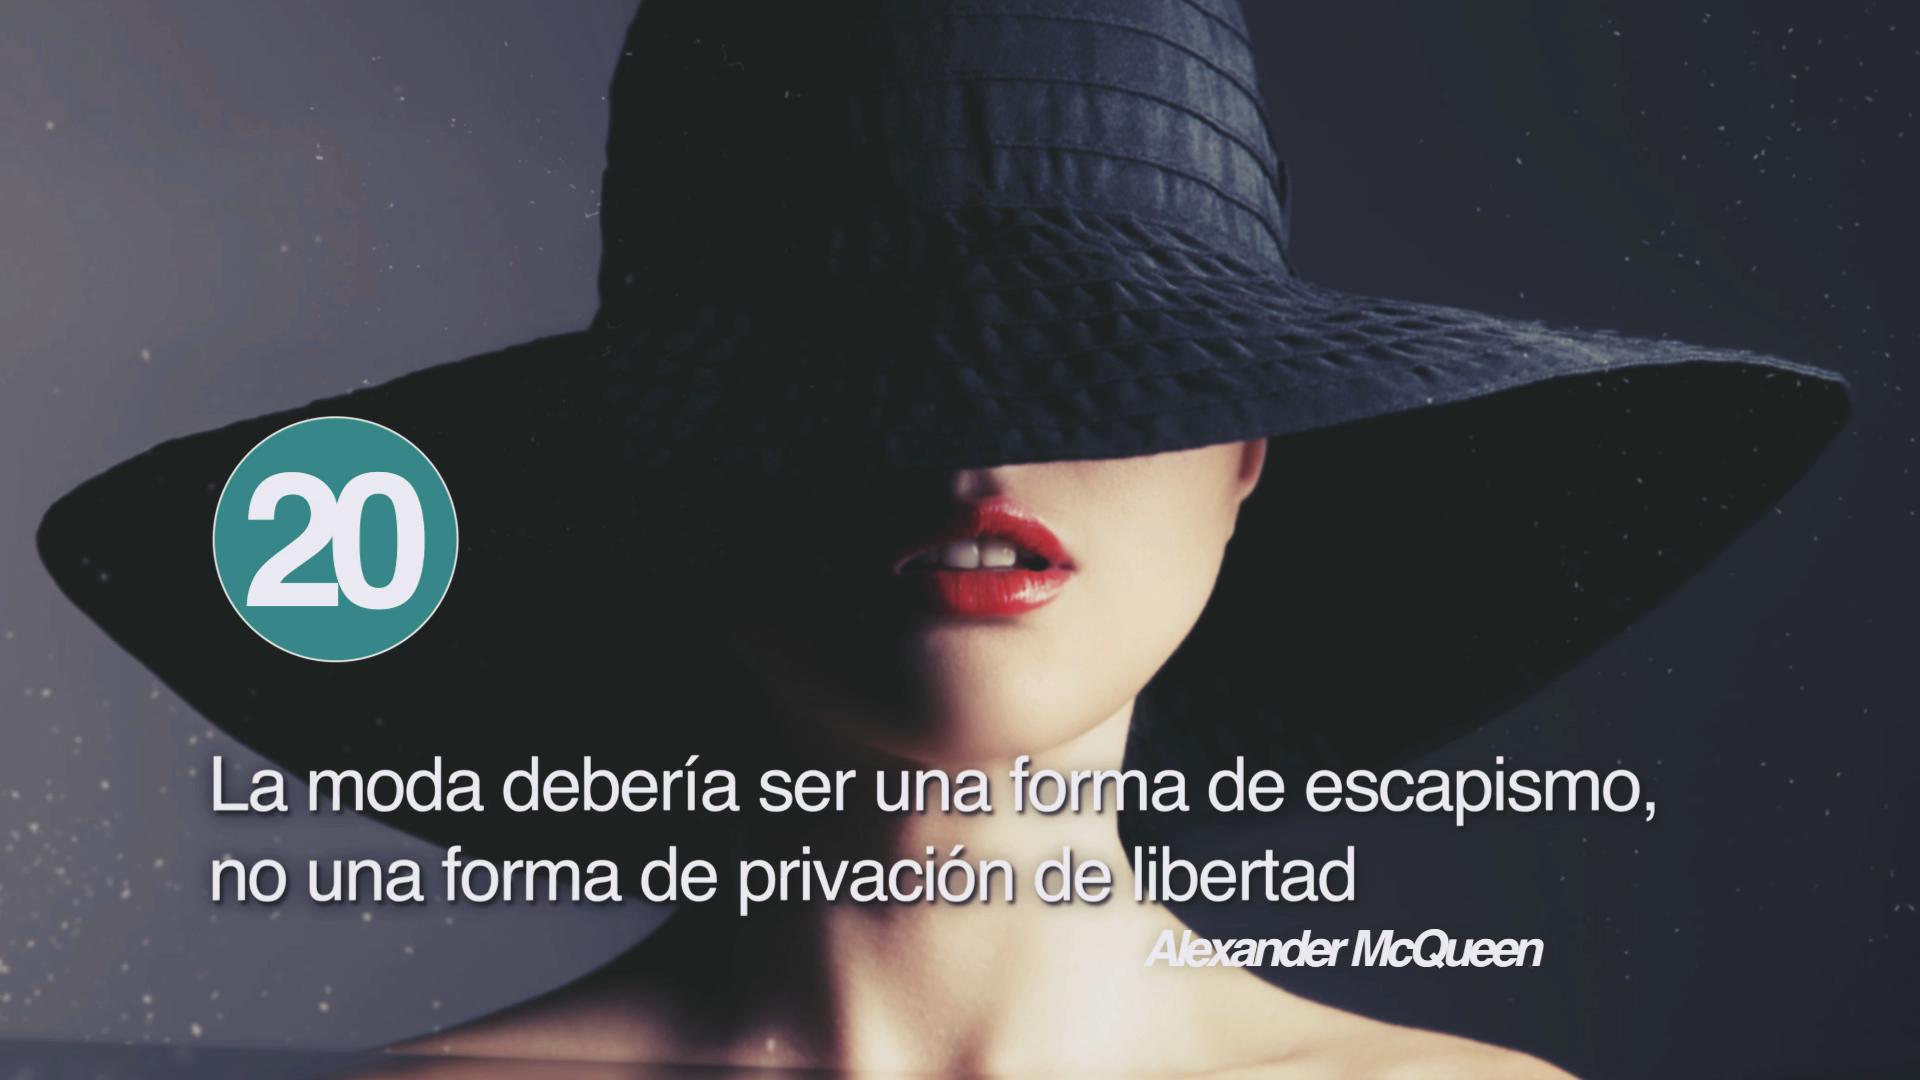 20
La moda debería ser una forma de escapismo,
no una forma de privación de libertad
Alexander McQueen